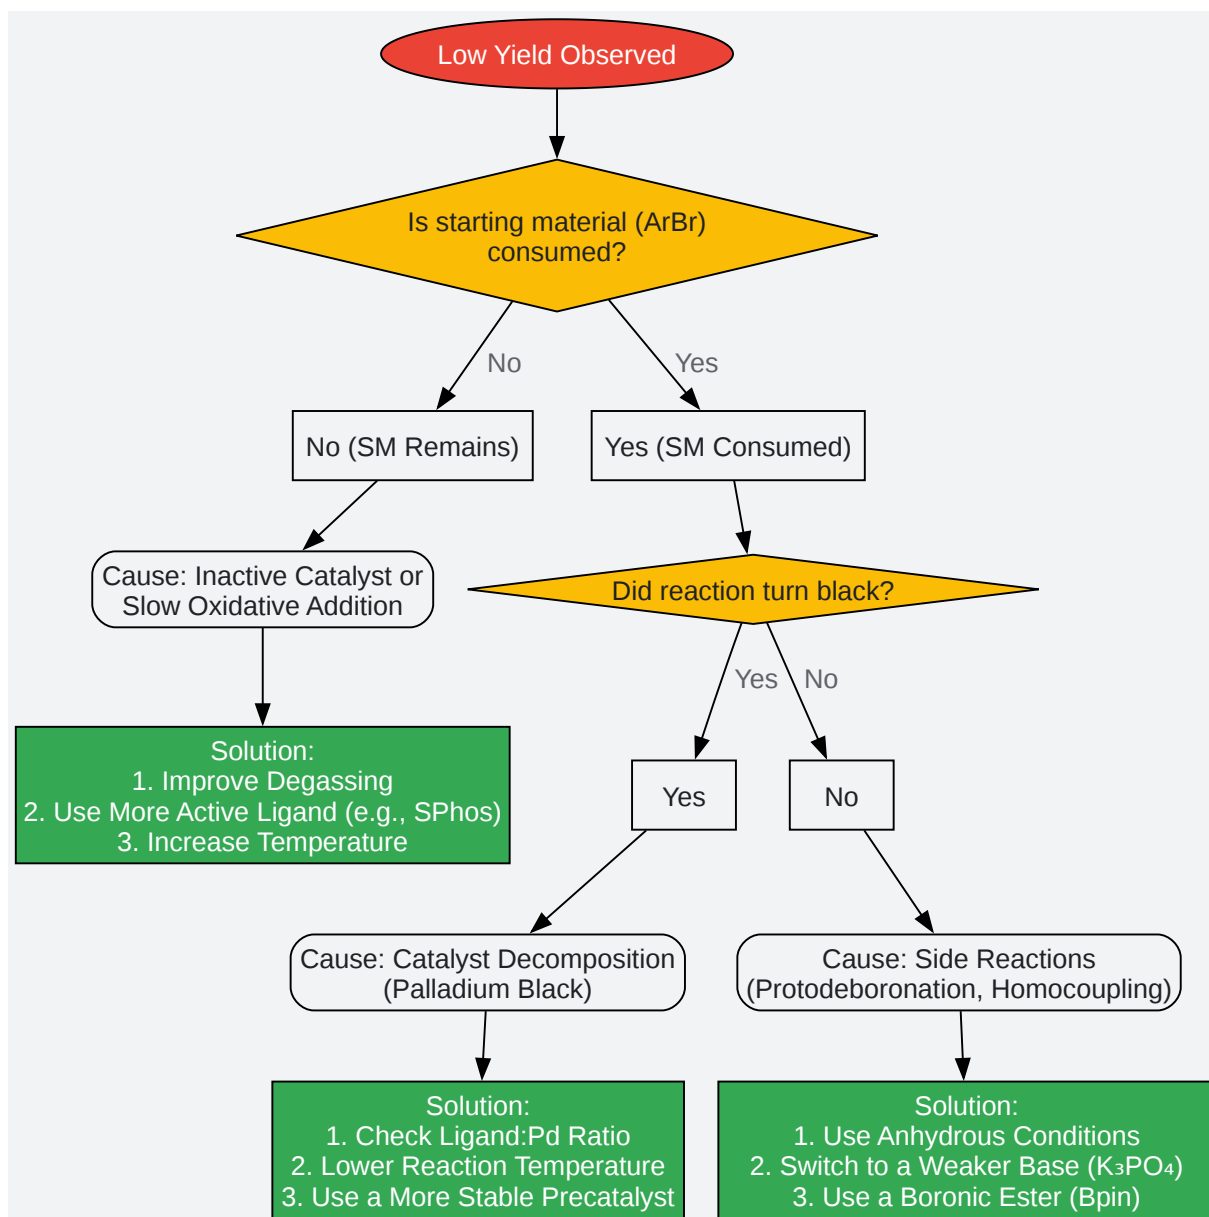 Low Yield Observed
Is starting material (ArBr)
consumed?
No
Yes
No (SM Remains)
Yes (SM Consumed)
Cause: Inactive Catalyst or
Slow Oxidative Addition
Did reaction turn black?
Yes
No
Solution:
1. Improve Degassing
2. Use More Active Ligand (e.g., SPhos)
3. Increase Temperature
Yes
No
Cause: Catalyst Decomposition
(Palladium Black)
Cause: Side Reactions
(Protodeboronation, Homocoupling)
Solution:
1. Check Ligand:Pd Ratio
2. Lower Reaction Temperature
3. Use a More Stable Precatalyst
Solution:
1. Use Anhydrous Conditions
2. Switch to a Weaker Base (K₃PO₄)
3. Use a Boronic Ester (Bpin)